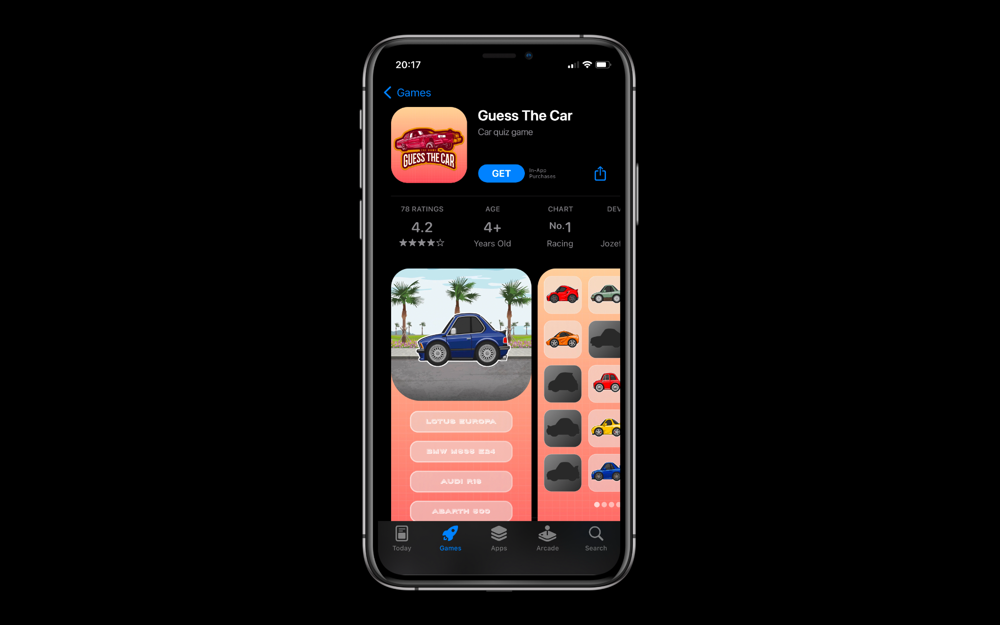 20:17
Games
Guess The Car
Car quiz game
GUESS THE CAR
GET
In-App
Purchases
78 RATINGS
AGE
CHART
DEV
4.2
4+
No.1
Years Old
Racing
Jozef
LOTUS EUROPA
BMW M635 E24
AUDI R18
ABARTH 500
Today
Games
Apps
Arcade
Search